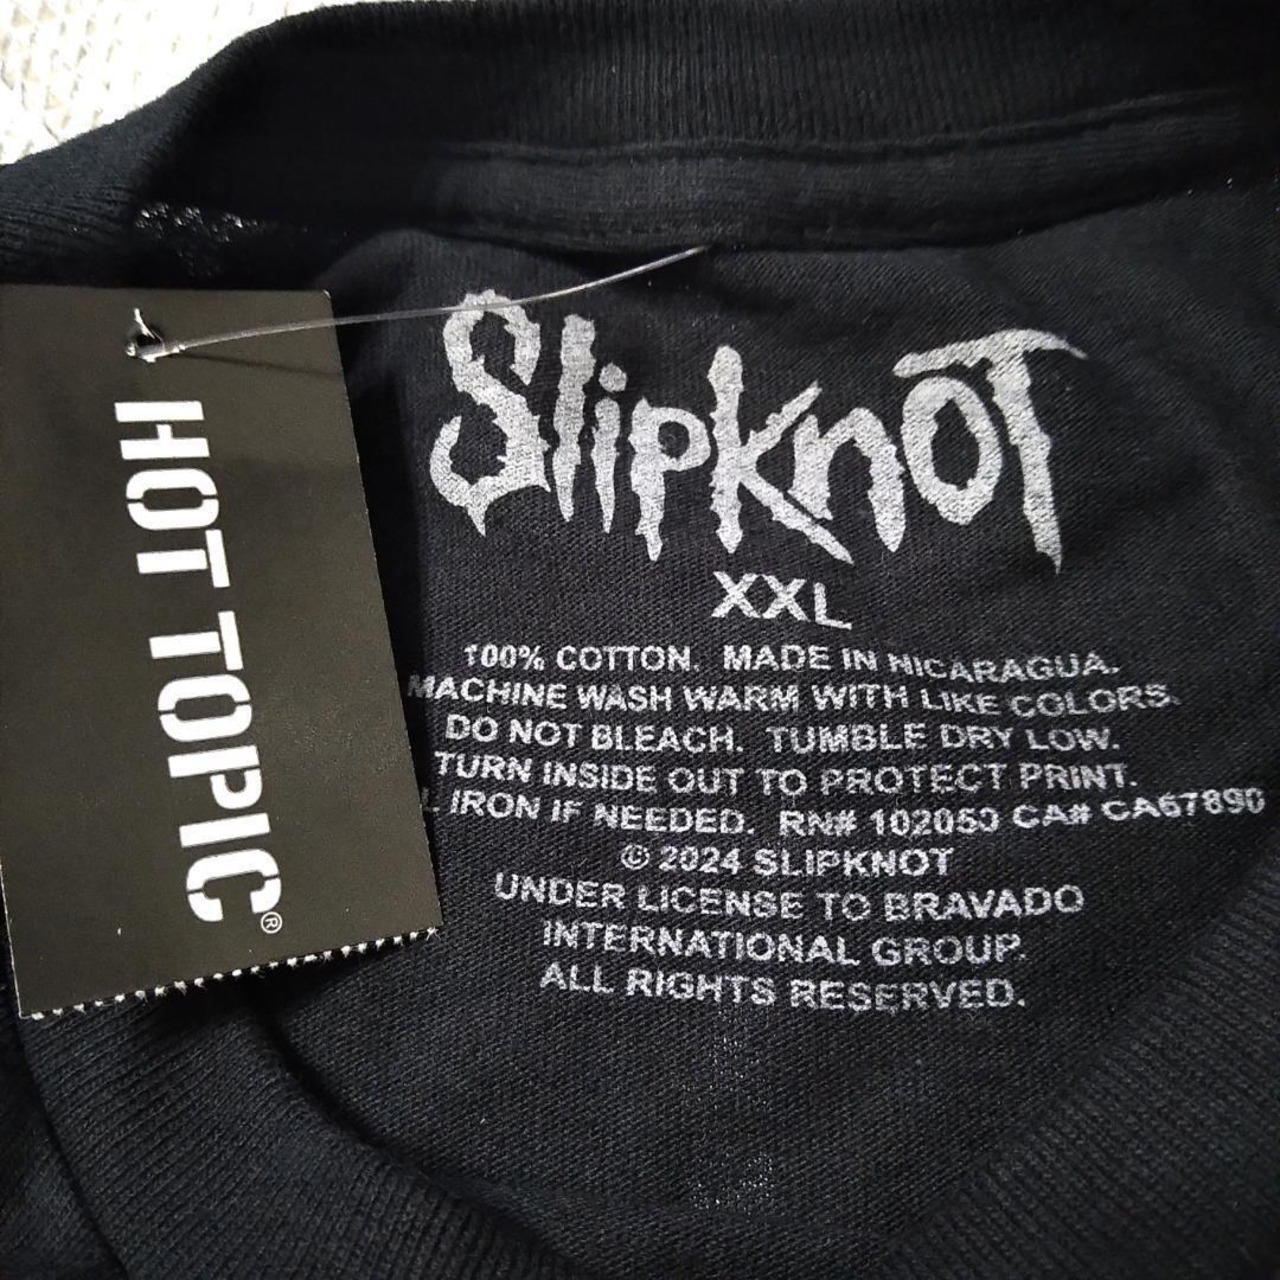 HOT TOPIC®
Slipknot
XXL
100% COTTON. MADE IN NICARAGUA.
MACHINE WASH WARM WITH LIKE COLORS.
DO NOT BLEACH. TUMBLE DRY LOW.
TURN INSIDE OUT TO PROTECT PRINT.
L IRON IF NEEDED. RN# 102053 CA# CA67890
© 2024 SLIPKNOT
UNDER LICENSE TO BRAVADO
INTERNATIONAL GROUP.
ALL RIGHTS RESERVED.